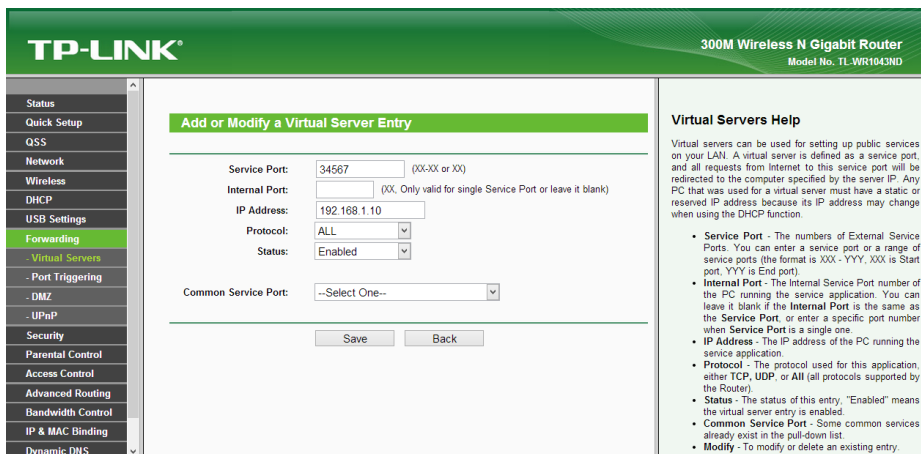 TP-LINK®
300M Wireless N Gigabit Router
Model No. TL-WR1043ND
Status
Quick Setup
QSS
Network
Wireless
DHCP
USB Settings
Forwarding
- Virtual Servers
- Port Triggering
- DMZ
- UPnP
Security
Parental Control
Access Control
Advanced Routing
Bandwidth Control
IP & MAC Binding
Dynamic DNS
Add or Modify a Virtual Server Entry
Service Port: 34567 (XX-XX or XX)
Internal Port: (XX, Only valid for single Service Port or leave it blank)
IP Address: 192.168.1.10
Protocol: ALL
Status: Enabled
Common Service Port: --Select One--
Save Back
Virtual Servers Help
Virtual servers can be used for setting up public services
on your LAN. A virtual server is defined as a service port,
and all requests from Internet to this service port will be
redirected to the computer specified by the server IP. Any
PC that was used for a virtual server must have a static or
reserved IP address because its IP address may change
when using the DHCP function.
• Service Port - The numbers of External Service
Ports. You can enter a service port or a range of
service ports (the format is XXX - YYY, XXX is Start
port, YYY is End port).
• Internal Port - The Internal Service Port number of
the PC running the service application. You can
leave it blank if the Internal Port is the same as
the Service Port, or enter a specific port number
when Service Port is a single one.
• IP Address - The IP address of the PC running the
service application.
• Protocol - The protocol used for this application,
either TCP, UDP, or All (all protocols supported by
the Router).
• Status - The status of this entry, "Enabled" means
the virtual server entry is enabled.
• Common Service Port - Some common services
already exist in the pull-down list.
• Modify - To modify or delete an existing entry.